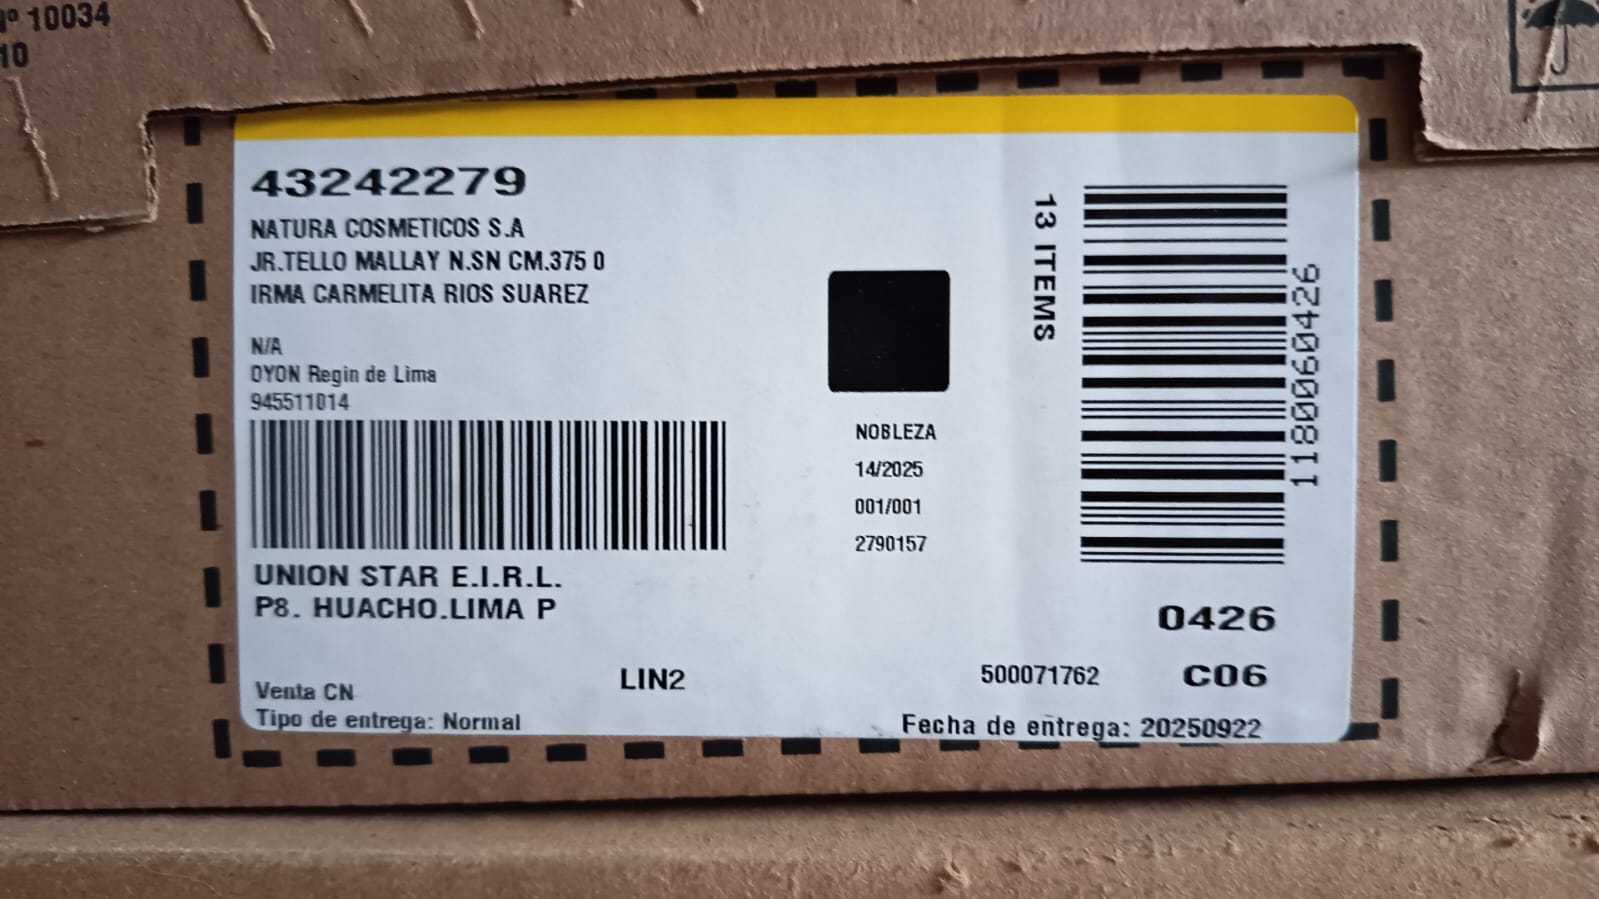 Nº 10034
10
43242279
NATURA COSMETICOS S.A
JR.TELLO MALLAY N.SN CM.375 0
IRMA CARMELITA RIOS SUAREZ
N/A
OYON Regin de Lima
945511014
UNION STAR E.I.R.L.
P8. HUACHO.LIMA P
Venta CN
Tipo de entrega: Normal
LIN2
NOBLEZA
14/2025
001/001
2790157
13 ITEMS
1180060426
0426
500071762 C06
Fecha de entrega: 20250922